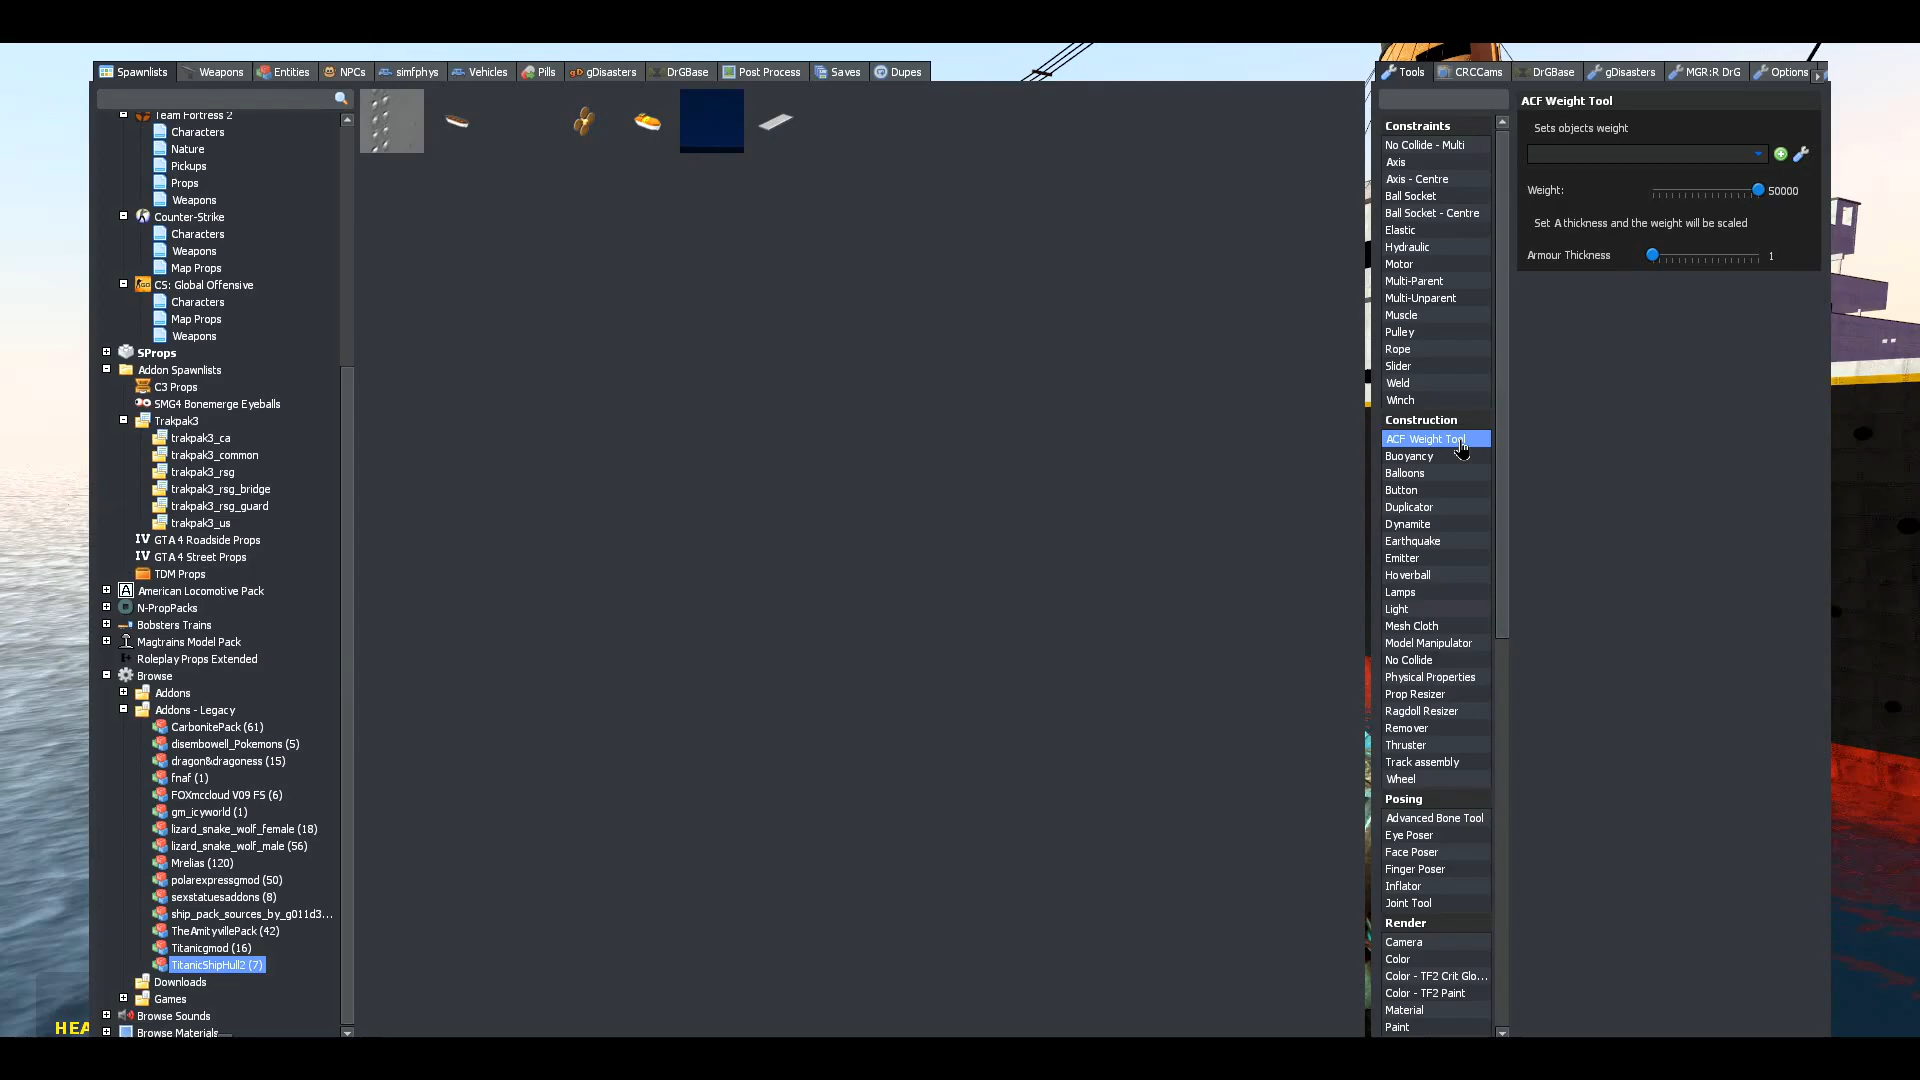 Spawnlists
Weapons
Entities
NPCs
simfphys
Vehicles
Pills
gDisasters
DrGBase
Post Process
Saves
Dupes
Team Fortress 2
Characters
Nature
Pickups
Props
Weapons
Counter-Strike
Characters
Weapons
Map Props
CS: Global Offensive
Characters
Map Props
Weapons
SProps
Addon Spawnlists
C3 Props
SMG4 Bonemerge Eyeballs
Trakpak3
trakpak3_ca
trakpak3_common
trakpak3_rsg
trakpak3_rsg_bridge
trakpak3_rsg_guard
trakpak3_us
IV GTA 4 Roadside Props
IV GTA 4 Street Props
TDM Props
American Locomotive Pack
N-PropPacks
Bobsters Trains
Magtrains Model Pack
Roleplay Props Extended
Browse
Addons
Addons - Legacy
CarbonitePack (61)
disembowell_Pokemons (5)
dragon&dragoness (15)
fnaf (1)
FOXmccloud V09 FS (6)
gm_icyworld (1)
lizard_snake_wolf_female (18)
lizard_snake_wolf_male (56)
Mrelias (120)
polarexpressgmod (50)
sexstatuesaddons (8)
ship_pack_sources_by_g011d3...
TheAmityvillePack (42)
Titanicgmod (16)
TitanicShipHull2 (7)
Downloads
Games
Browse Sounds
Browse Materials
HEA
Tools
CRCCams
DrGBase
gDisasters
MGR:R DrG
Options
Constraints
No Collide - Multi
Axis
Axis - Centre
Ball Socket
Ball Socket - Centre
Elastic
Hydraulic
Motor
Multi-Parent
Multi-Unparent
Muscle
Pulley
Rope
Slider
Weld
Winch
Construction
ACF Weight Tool
Buoyancy
Balloons
Button
Duplicator
Dynamite
Earthquake
Emitter
Hoverball
Lamps
Light
Mesh Cloth
Model Manipulator
No Collide
Physical Properties
Prop Resizer
Ragdoll Resizer
Remover
Thruster
Track assembly
Wheel
Posing
Advanced Bone Tool
Eye Poser
Face Poser
Finger Poser
Inflator
Joint Tool
Render
Camera
Color
Color - TF2 Crit Glo...
Color - TF2 Paint
Material
Paint
ACF Weight Tool
Sets objects weight
Weight: 50000
Set A thickness and the weight will be scaled
Armour Thickness 1